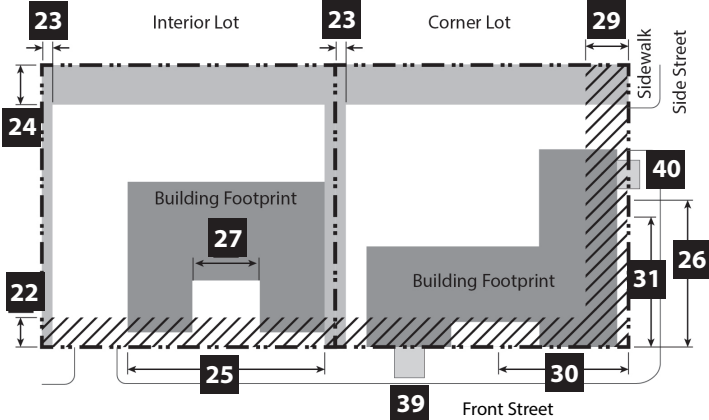 23
Interior Lot
23
Corner Lot
29
Sidewalk
Side Street
24
40
Building Footprint
27
26
31
Building Footprint
22
25
30
39
Front Street